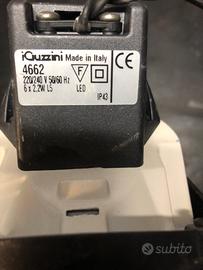 iGuzzini Made in Italy
4662
220/240 V 50/60 Hz
6 x 2.2W LS LED
F
CE
IP43
subito